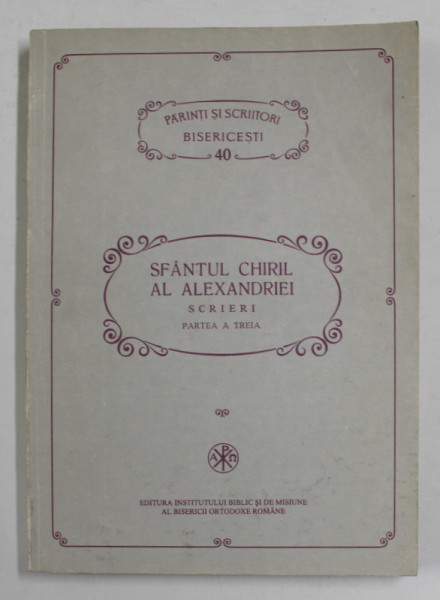 PĂRINȚI ȘI SCRIITORI
BISERICEȘTI
40
SFÂNTUL CHIRIL
AL ALEXANDRIEI
SCRIERI
PARTEA A TREIA
A P C
EDITURA INSTITUTULUI BIBLIC ȘI DE MISIUNE
AL BISERICII ORTODOXE ROMÂNE